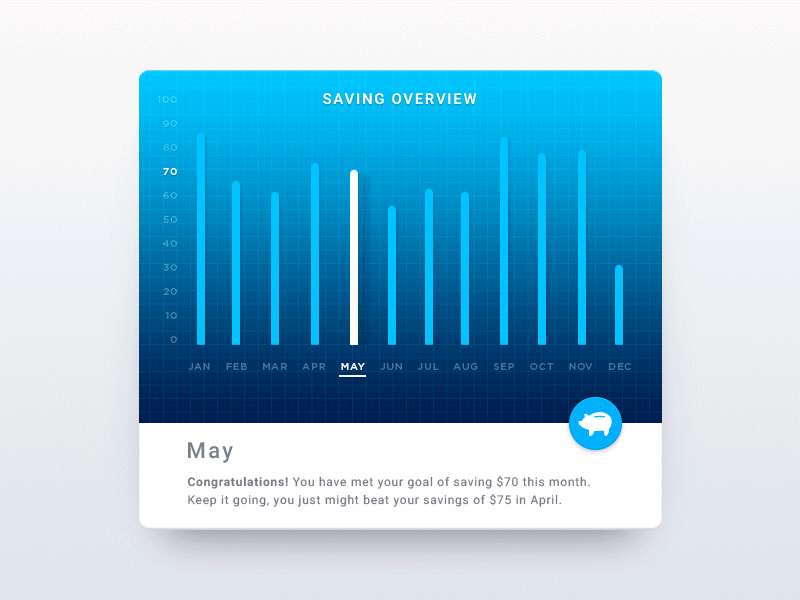 SAVING OVERVIEW
100
90
80
70
60
50
40
30
20
10
0
JAN FEB MAR APR MAY JUN JUL AUG SEP OCT NOV DEC
May
Congratulations! You have met your goal of saving $70 this month.
Keep it going, you just might beat your savings of $75 in April.